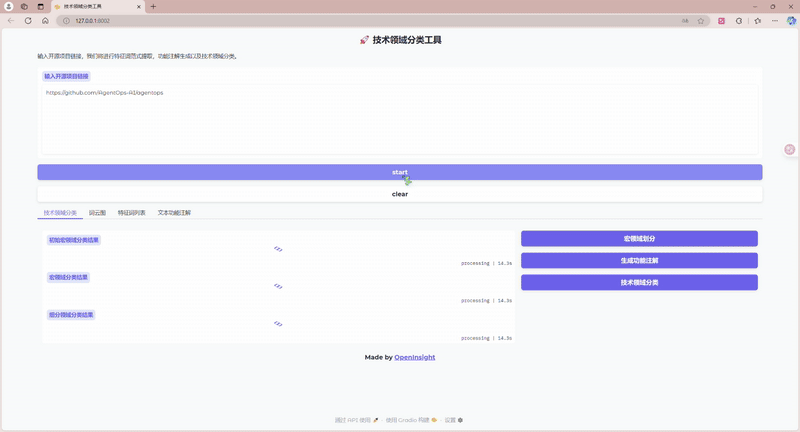 技术领域分类工具
127.0.0.1:8002
🚀 技术领域分类工具
输入开源项目链接，我们将进行特征词范式提取，功能注解生成以及技术领域分类。
输入开源项目链接
https://github.com/AgentOps-AI/agentops
start
clear
技术领域分类 词云图 特征词列表 文本功能注解
初始宏领域分类结果
processing | 14.3s
宏领域分类结果
processing | 14.3s
细分领域分类结果
processing | 14.3s
宏领域划分
生成功能注解
技术领域分类
Made by OpenInsight
通过 API 使用 🚀 · 使用 Gradio 构建 · 设置